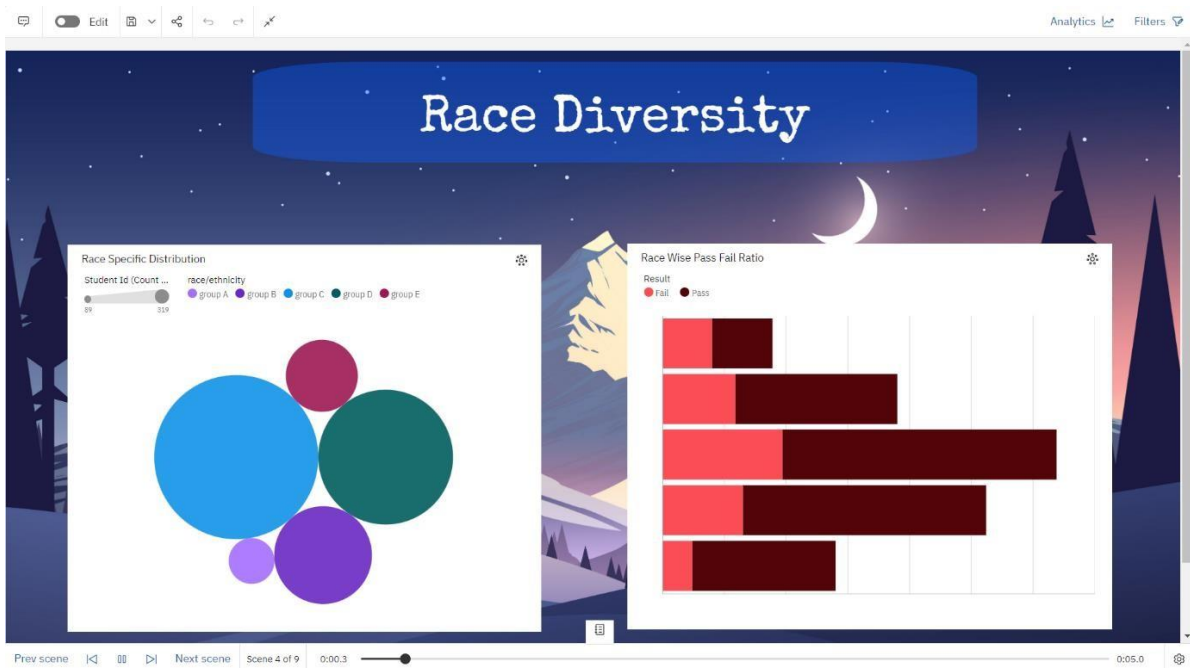 Edit
Analytics
Filters
Race Diversity
Race Specific Distribution
Student Id (Count ...
race/ethnicity
group A group B group C group D group E
89 319
Race Wise Pass Fail Ratio
Result
Fail Pass
Prev scene Next scene Scene 4 of 9 0:00.3 0:05.0